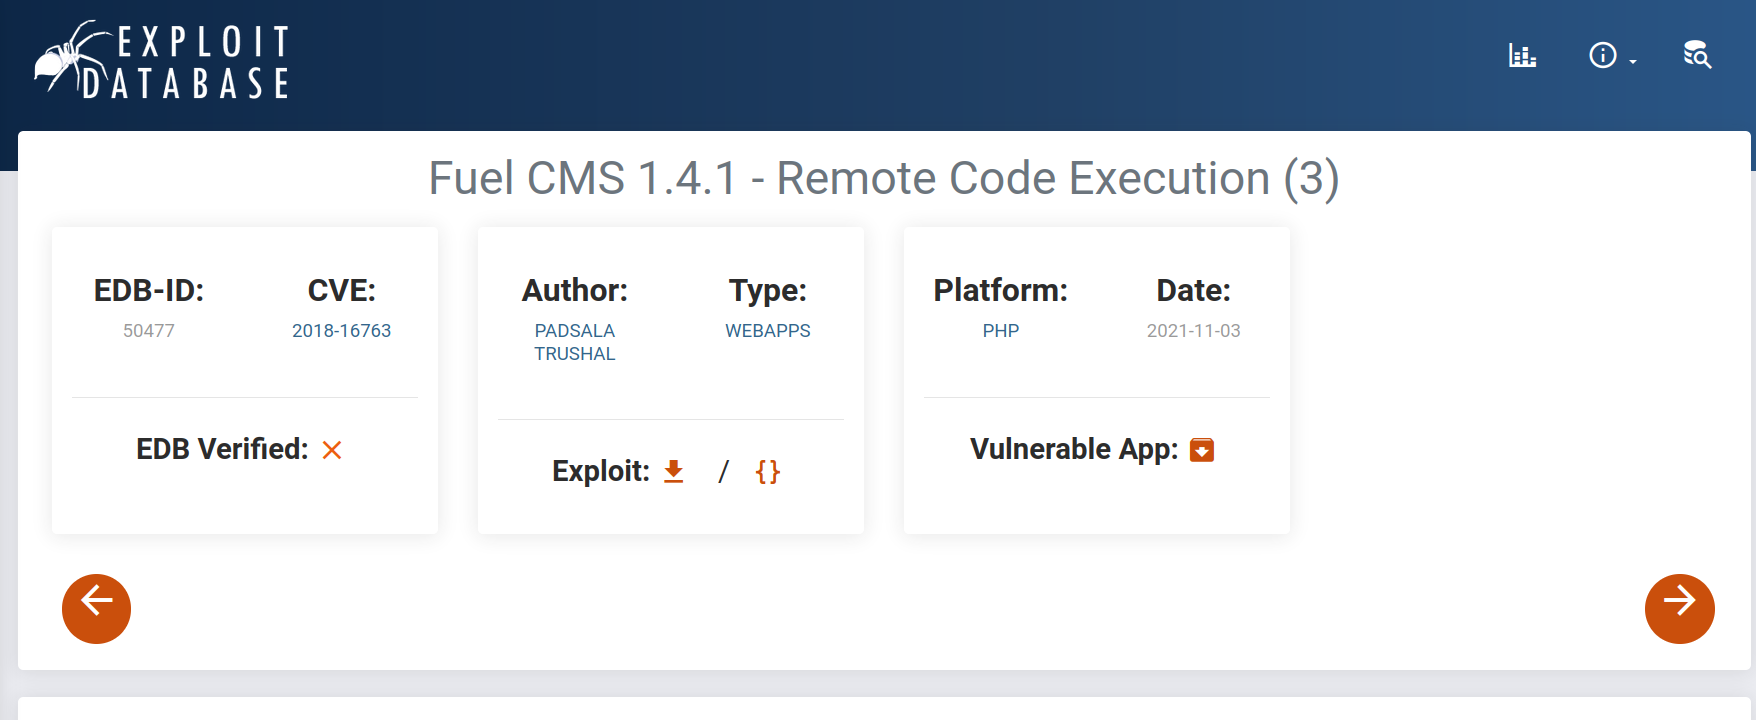 EXPLOIT
DATABASE
Fuel CMS 1.4.1 - Remote Code Execution (3)
EDB-ID:
50477
CVE:
2018-16763
EDB Verified:
Author:
PADSALA
TRUSHAL
Type:
WEBAPPS
Exploit: / {}
Platform:
PHP
Date:
2021-11-03
Vulnerable App: